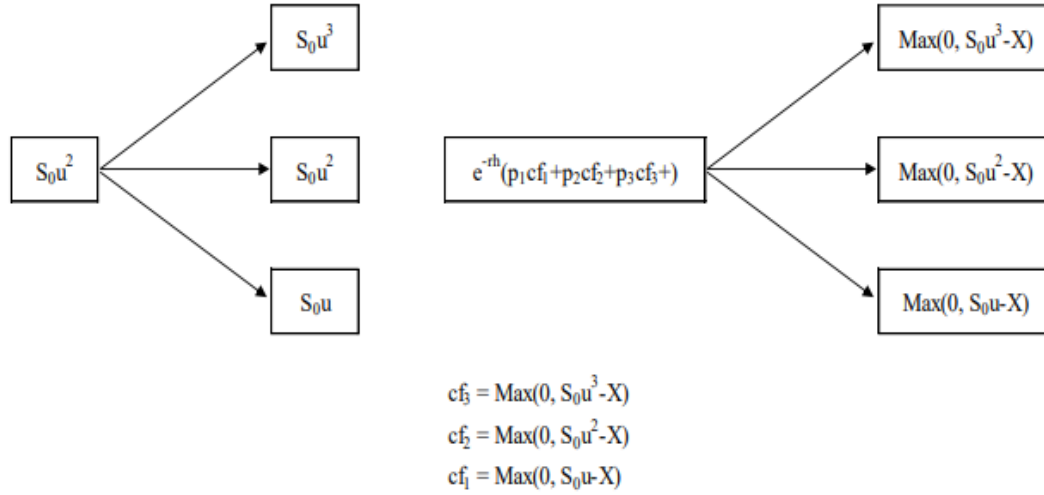 S₀u³
Max(0, S₀u³-X)
S₀u²
S₀u²
e^-rh(p₁cf₁+p₂cf₂+p₃cf₃+)
Max(0, S₀u²-X)
S₀u
Max(0, S₀u-X)
cf₃ = Max(0, S₀u³-X)
cf₂ = Max(0, S₀u²-X)
cf₁ = Max(0, S₀u-X)